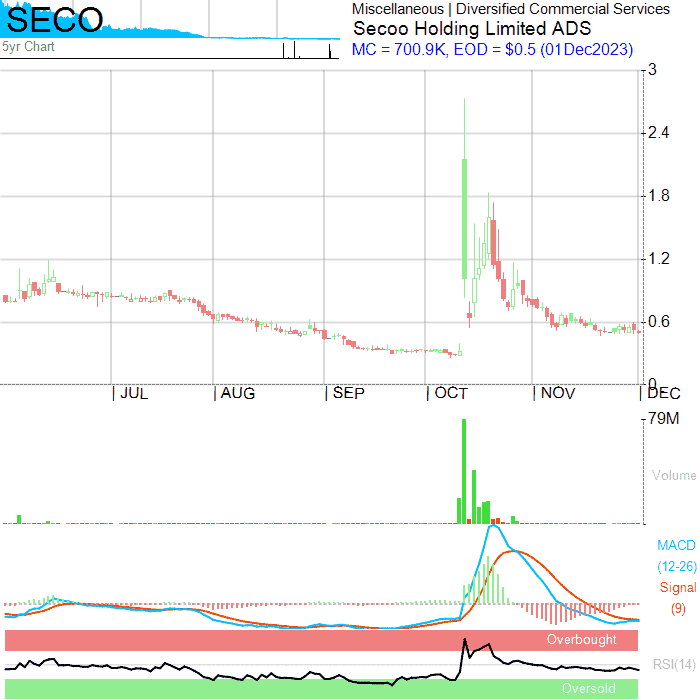 SECO
5yr Chart
Miscellaneous | Diversified Commercial Services
Secoo Holding Limited ADS
MC = 700.9K, EOD = $0.5 (01Dec2023)
3
2.4
1.8
1.2
0.6
0
JUL
AUG
SEP
OCT
NOV
DEC
79M
Volume
MACD
(12-26)
Signal
(9)
Overbought
RSI(14)
Oversold